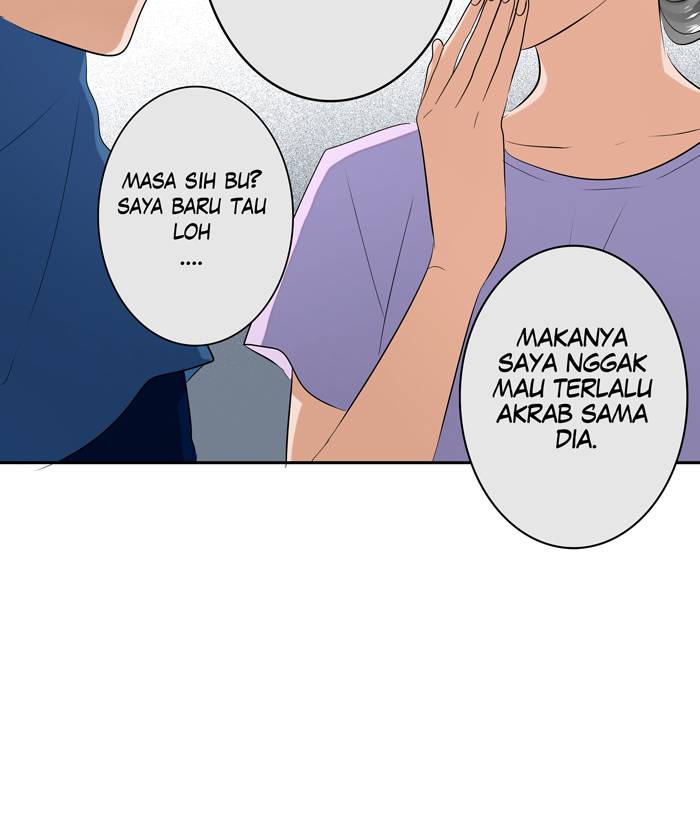 MASA SIH BU?
SAYA BARU TAU
LOH
....
MAKANYA
SAYA NGGAK
MAU TERLALU
AKRAB SAMA
DIA.